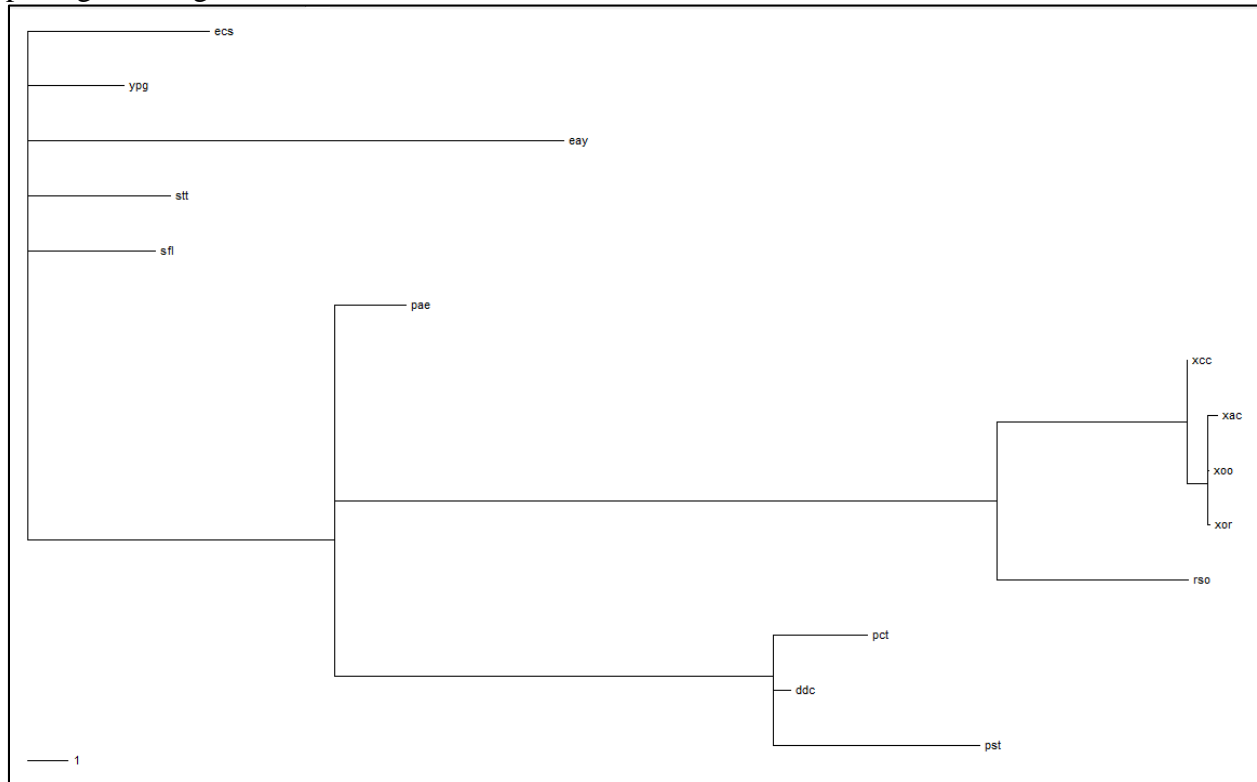 ecs
ypg
eay
stt
sfl
pae
xcc
xac
xoo
xor
rso
pct
ddc
pst
1